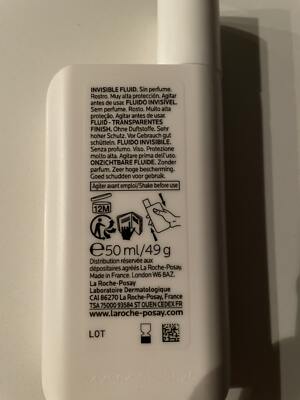 INVISIBLE FLUID. Sin perfume.
Rostro. Muy alta protección. Agitar
antes de usar. FLUIDO INVISÍVEL.
Sem perfume. Rosto. Muito alta
proteção. Agitar antes de usar.
FLUID - TRANSPARENTES
FINISH. Ohne Duftstoffe. Sehr
hoher Schutz. Vor Gebrauch gut
schütteln. FLUIDO INVISIBILE.
Senza profumo. Viso. Protezione
molto alta. Agitare prima dell'uso.
ONZICHTBARE FLUIDE. Zonder
parfum. Zeer hoge bescherming.
Goed schudden voor gebruik.
Agiter avant emploi/Shake before use
12M
℮50 ml/49 g
Distribution réservée aux
dépositaires agréés La Roche-Posay.
Made in France. London W6 8AZ.
La Roche-Posay
Laboratoire Dermatologique
CAI 86270 La Roche-Posay, France
TSA 75000 93584 ST OUEN CEDEX FR
www.laroche-posay.com
LOT